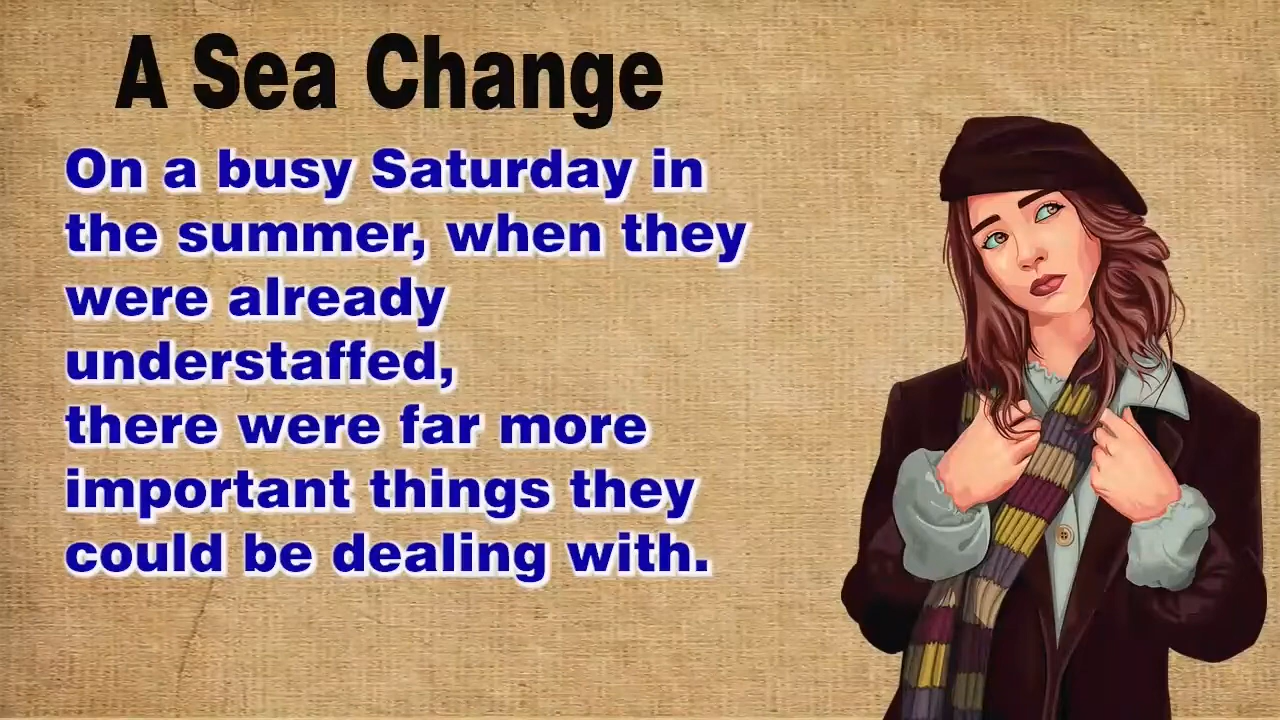 A Sea Change
On a busy Saturday in
the summer, when they
were already
understaffed,
there were far more
important things they
could be dealing with.